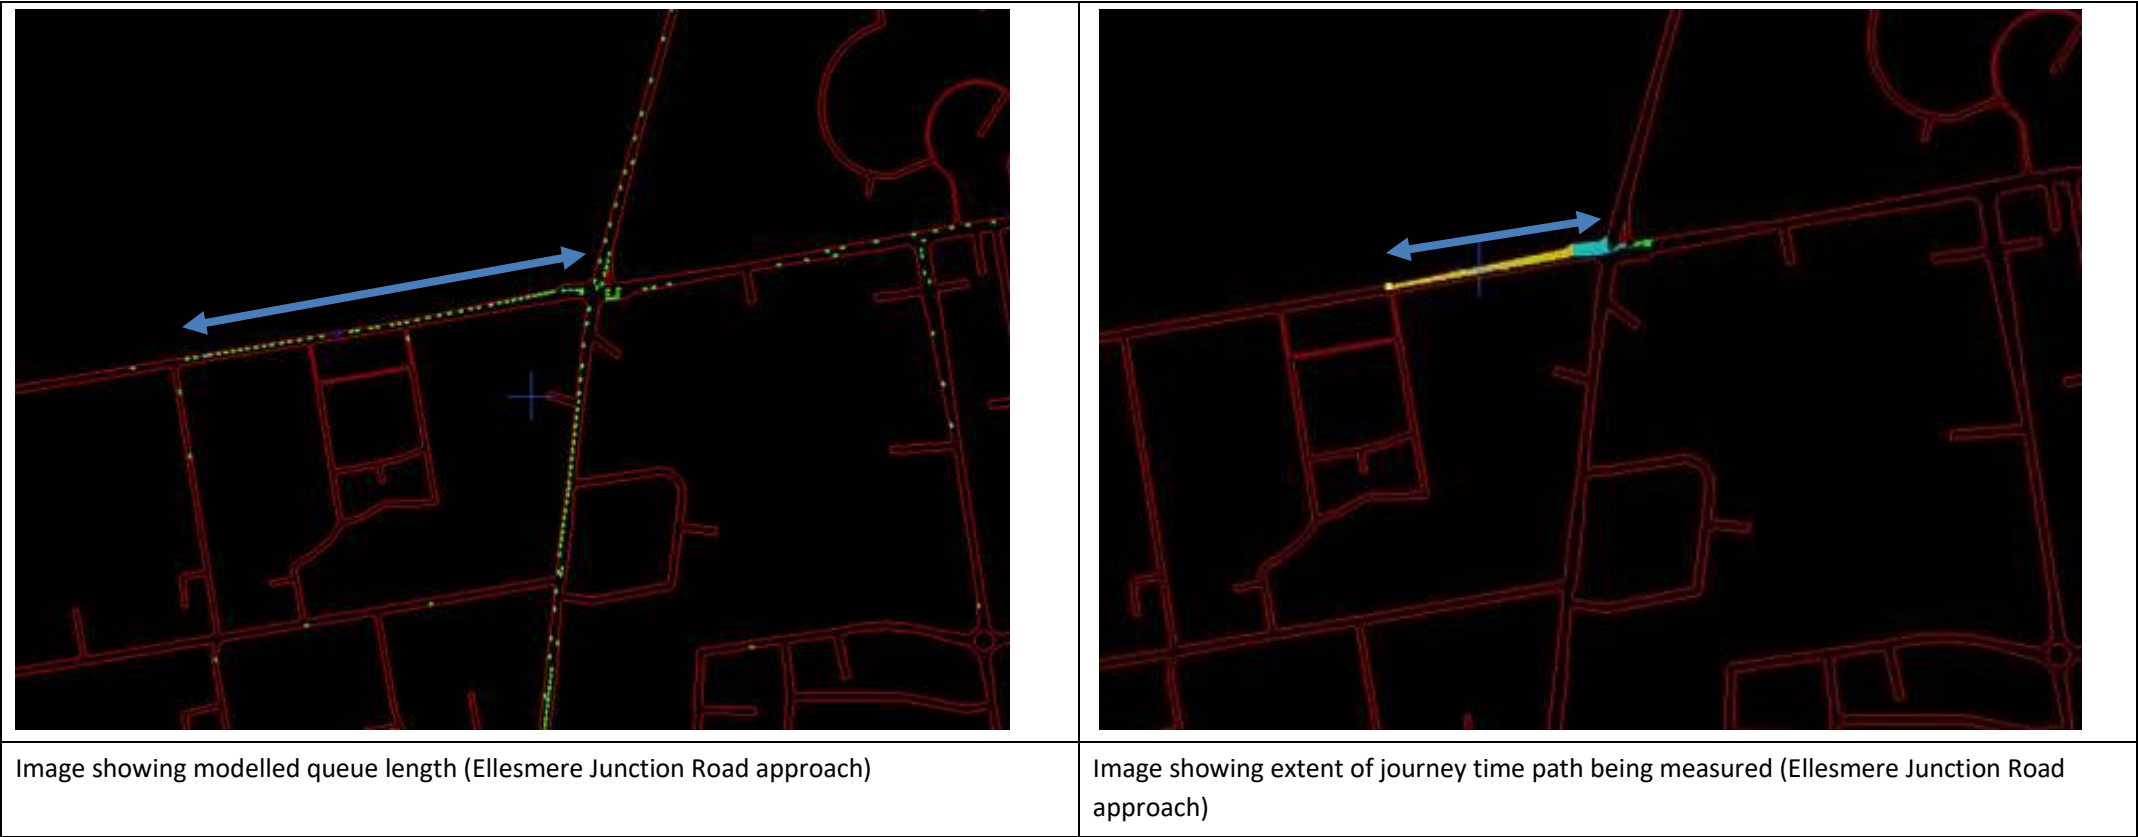 Image showing modelled queue length (Ellesmere Junction Road approach)
Image showing extent of journey time path being measured (Ellesmere Junction Road
approach)